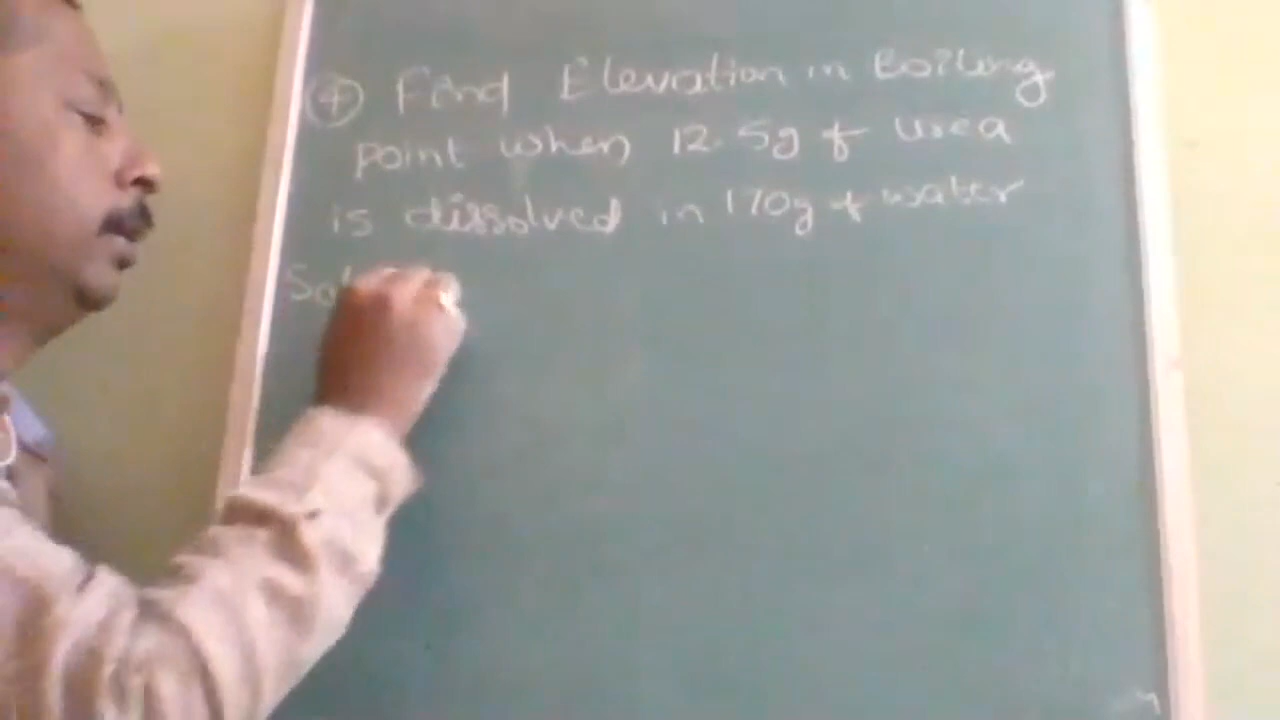 ④ Find Elevation in Boiling
point when 12.5g of urea
is dissolved in 170g of water
Sol